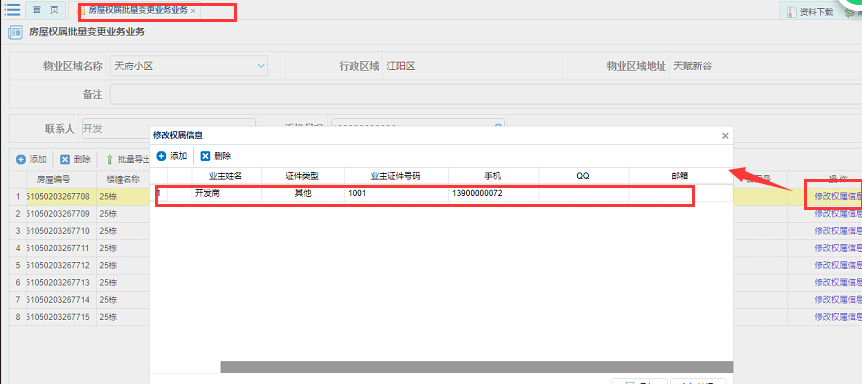 首 页 房屋权属批量变更业务业务 × 资料下载
房屋权属批量变更业务业务
物业区域名称 天府小区 行政区域 江阳区 物业区域地址 天赋新谷
备注
联系人 开发
修改权属信息 ×
添加 删除 批量导出
添加 删除
房屋编号 楼幢名称 操 作
业主姓名 证件类型 业主证件号码 手机 QQ 邮箱
开发商 其他 1001 13900000072
1 51050203267708 25栋 修改权属信息
2 51050203267709 25栋 修改权属信息
3 51050203267710 25栋 修改权属信息
4 51050203267711 25栋 修改权属信息
5 51050203267712 25栋 修改权属信息
6 51050203267713 25栋 修改权属信息
7 51050203267714 25栋 修改权属信息
8 51050203267715 25栋 修改权属信息